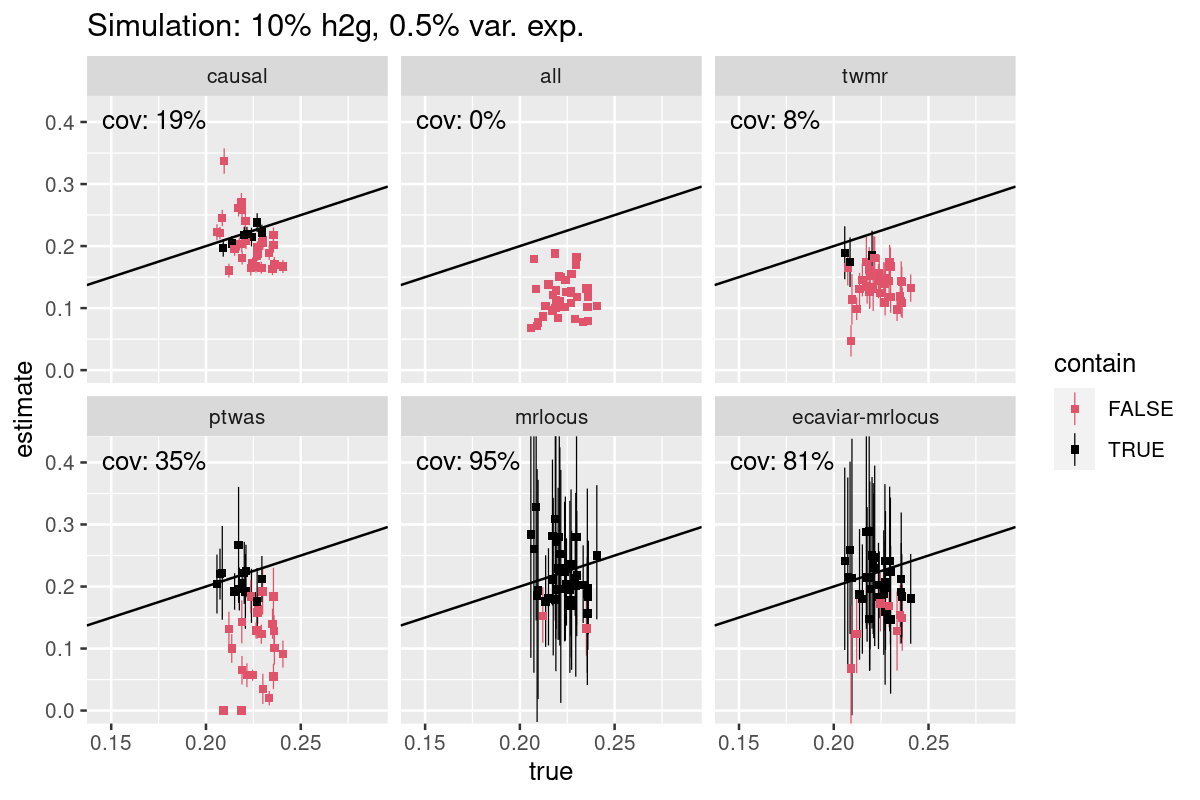 Simulation: 10% h2g, 0.5% var. exp.
causal
all
twmr
cov: 19%
cov: 0%
cov: 8%
0.4
0.3
0.2
0.1
0.0
ptwas
mrlocus
ecaviar-mrlocus
cov: 35%
cov: 95%
cov: 81%
0.4
0.3
0.2
0.1
0.0
0.15 0.20 0.25
0.15 0.20 0.25
0.15 0.20 0.25
true
estimate
contain
FALSE
TRUE